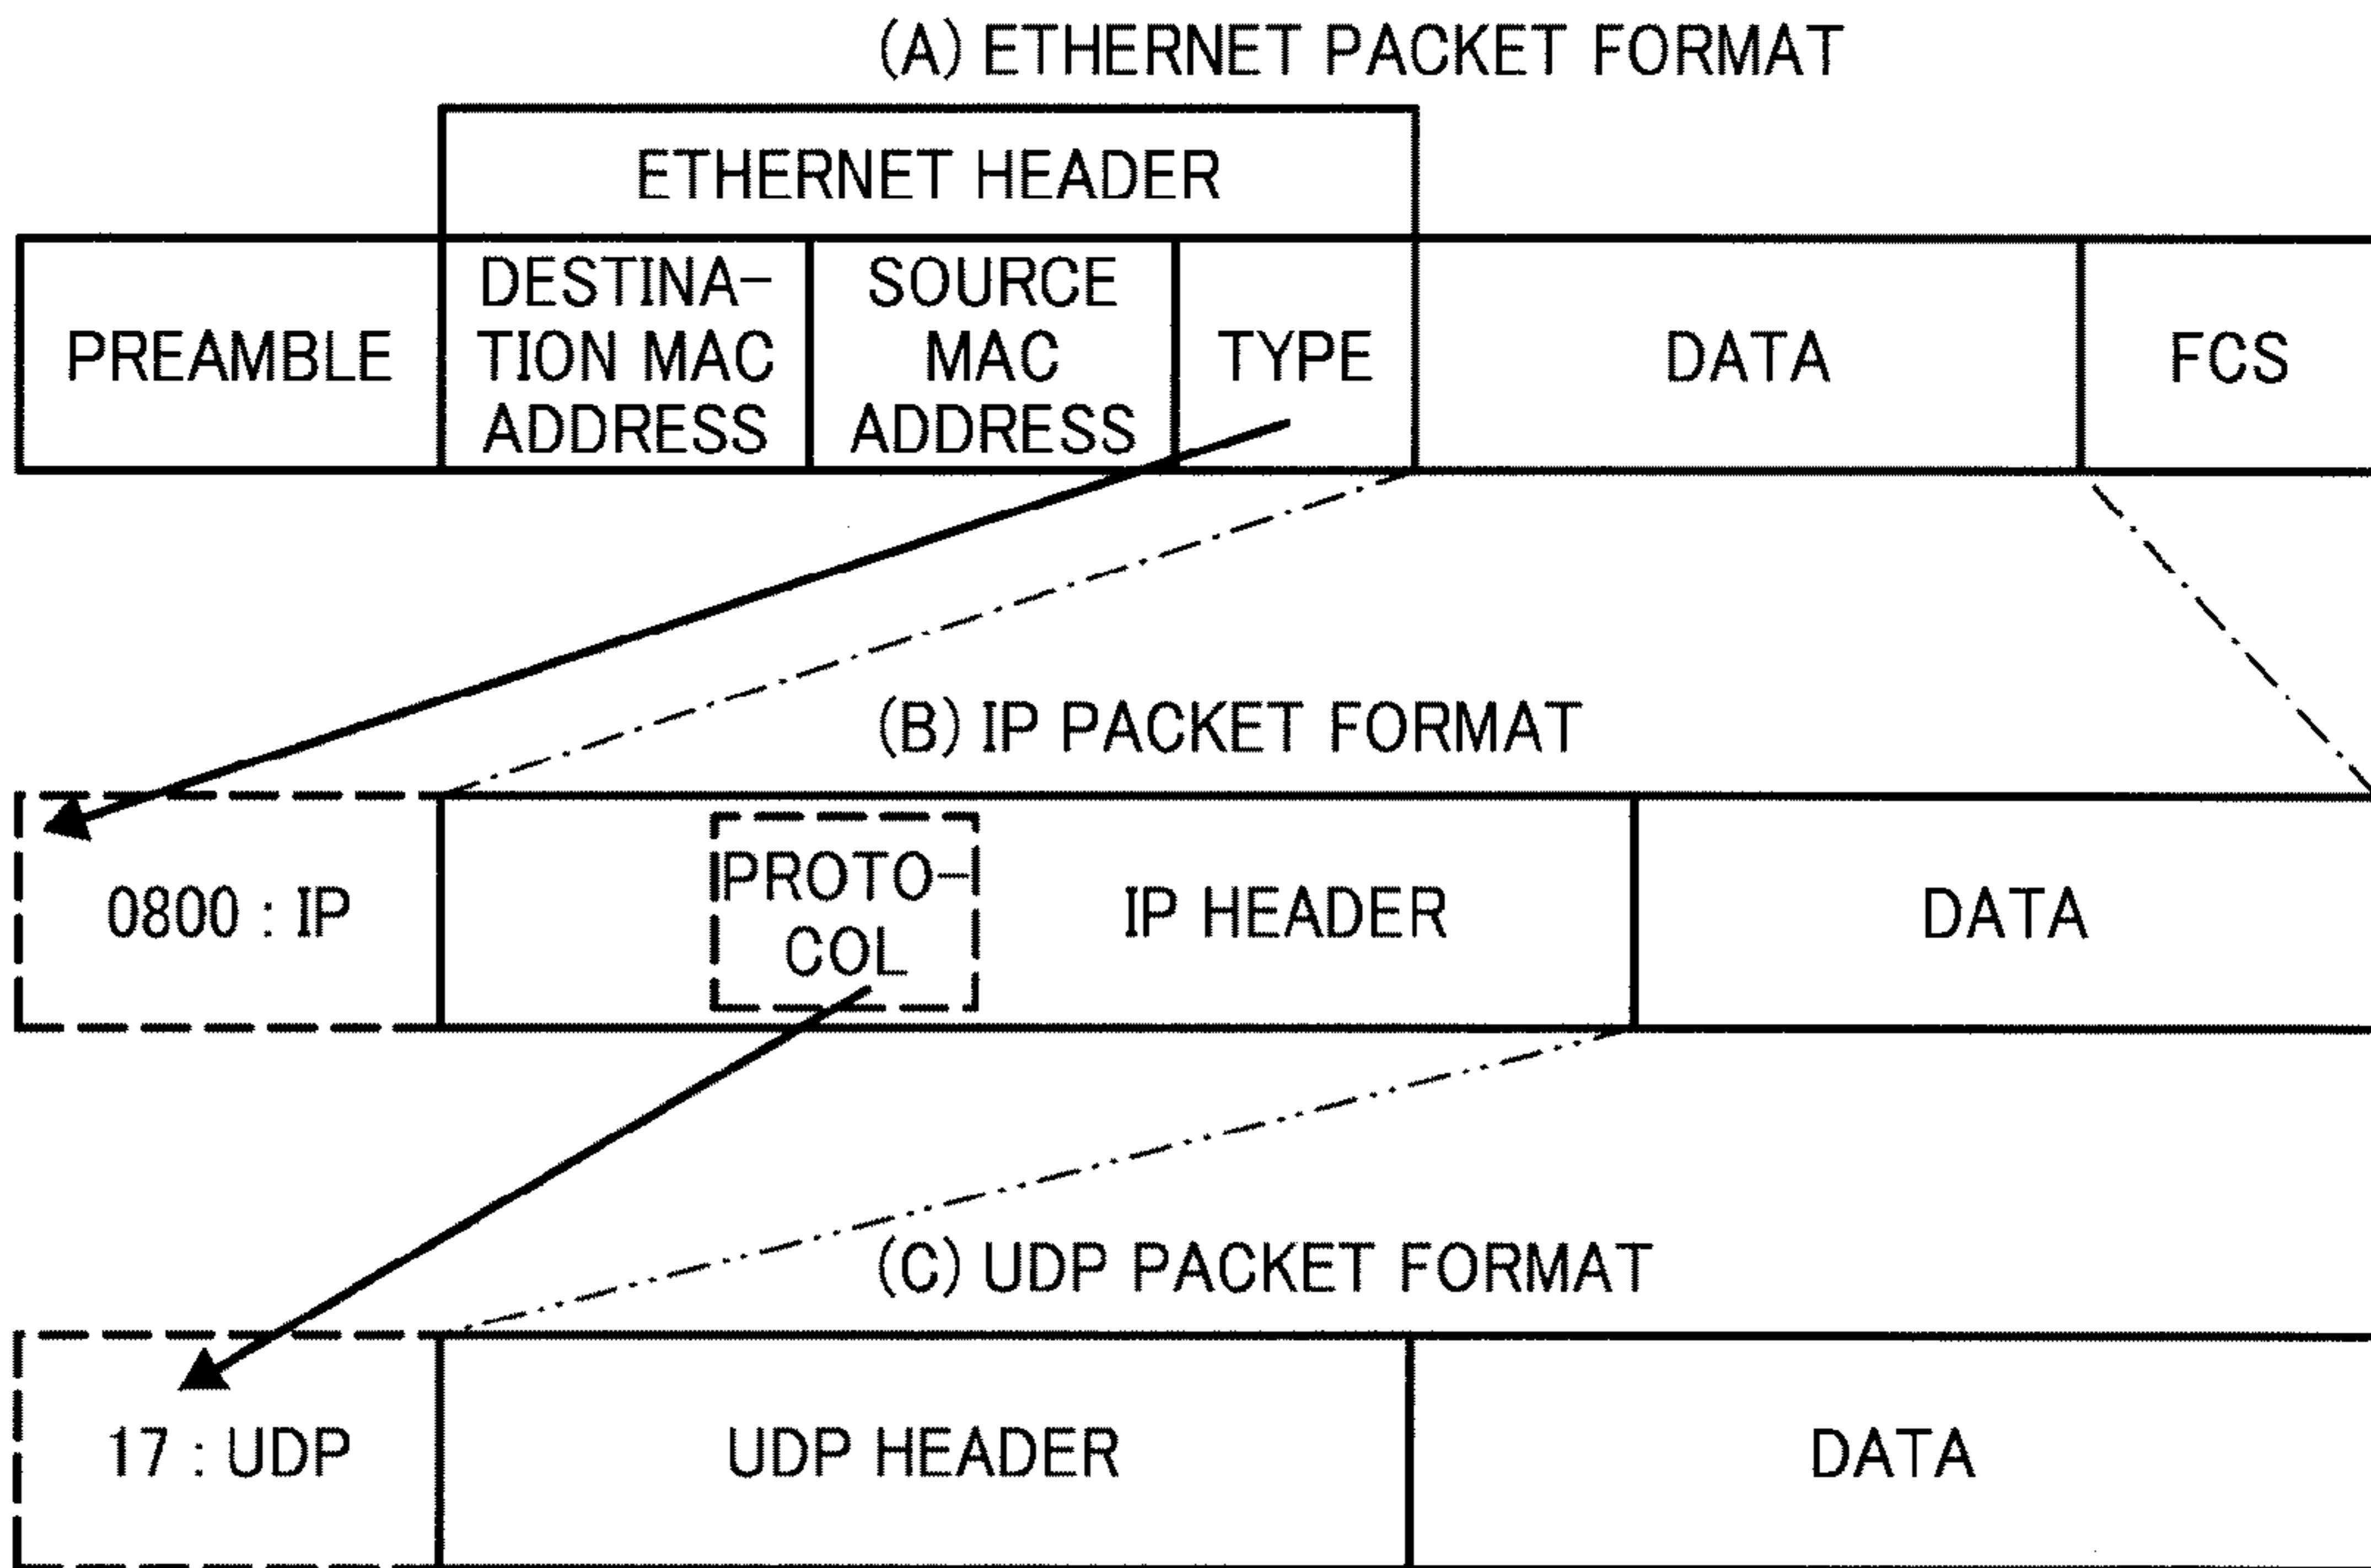 (A) ETHERNET PACKET FORMAT
ETHERNET HEADER
PREAMBLE
DESTINA-
TION MAC
ADDRESS
SOURCE
MAC
ADDRESS
TYPE
DATA
FCS
(B) IP PACKET FORMAT
0800 : IP
PROTO-
COL
IP HEADER
DATA
(C) UDP PACKET FORMAT
17 : UDP
UDP HEADER
DATA